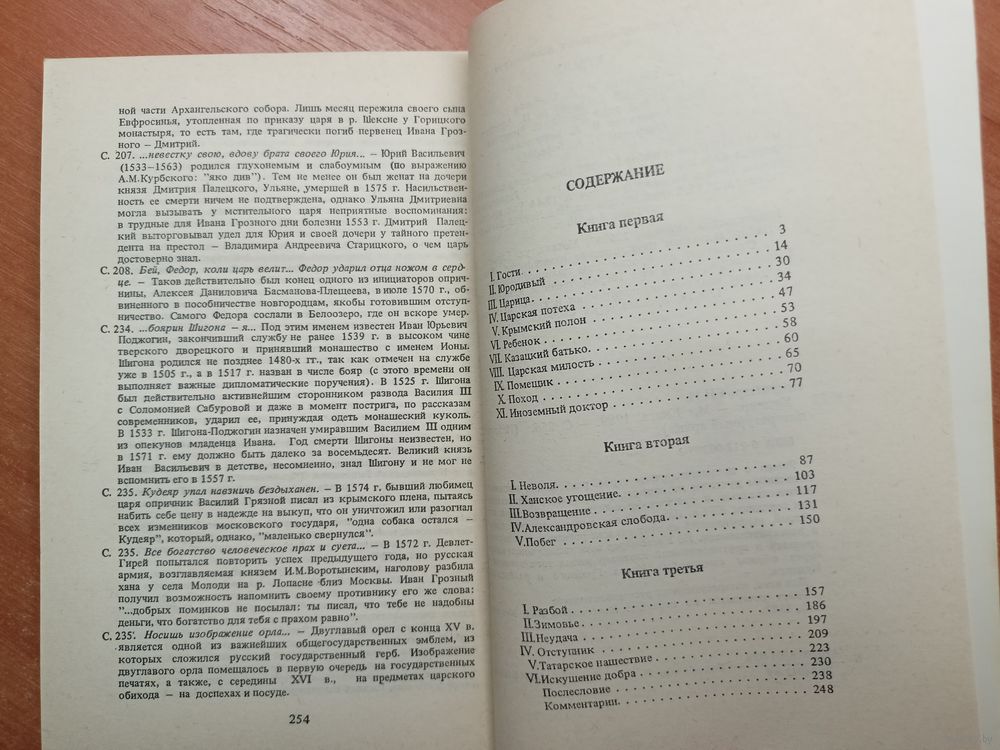 ной части Архангельского собора. Лишь месяц пережила своего сына
Евфросинья, утопленная по приказу царя в р. Шексне у Горицкого
монастыря, то есть там, где трагически погиб первенец Ивана Гроз-
ного – Дмитрий.
С. 207. ...невестку свою, вдову брата своего Юрия... – Юрий Васильевич
(1533–1563) родился глухонемым и слабоумным (по выражению
А.М.Курбского: "яко див"). Тем не менее он был женат на дочери
князя Дмитрия Палецкого, Ульяне, умершей в 1575 г. Насильствен-
ность ее смерти ничем не подтверждена, однако Ульяна Дмитриевна
могла вызывать у мстительного царя неприятные воспоминания:
в трудные для Ивана Грозного дни болезни 1553 г. Дмитрий Палец-
кий выторговывал удел для Юрия и своей дочери у тайного претен-
дента на престол – Владимира Андреевича Старицкого, о чем царь
достоверно знал.
С. 208. Бей, Федор, коли царь велит... Федор ударил отца ножом в серд-
це. – Таков действительно был конец одного из инициаторов оприч-
нины, Алексея Даниловича Басманова-Плещеева, в июле 1570 г., об-
виненного в пособничестве новгородцам, якобы готовившим отступ-
ничество. Самого Федора сослали в Белоозеро, где он вскоре умер.
С. 234. ...боярин Шигона – я... Под этим именем известен Иван Юрьевич
Поджогин, закончивший службу не ранее 1539 г. в высоком чине
тверского дворецкого и принявший монашество с именем Ионы.
Шигона родился не позднее 1480-х гг., так как отмечен на службе
уже в 1505 г., а в 1517 г. назван в числе бояр (с этого времени он
выполняет важные дипломатические поручения). В 1525 г. Шигона
был действительно активнейшим сторонником развода Василия III
с Соломонией Сабуровой и даже в момент пострига, по рассказам
современников, ударил ее, принуждая одеть монашеский куколь.
В 1533 г. Шигона-Поджогин назначен умиравшим Василием III одним
из опекунов младенца Ивана. Год смерти Шигоны неизвестен, но
в 1571 г. ему должно быть далеко за восемьдесят. Великий князь
Иван Васильевич в детстве, несомненно, знал Шигону и не мог не
вспомнить его в 1557 г.
С. 235. Кудеяр упал навзничь бездыханен. – В 1574 г. бывший любимец
царя опричник Василий Грязной писал из крымского плена, пытаясь
набить себе цену в надежде на выкуп, что он уничтожил или разогнал
всех изменников московского государя, "одна собака остался –
Кудеяр", который, однако, "маленько свернулся".
С. 235. Все богатство человеческое прах и суета... – В 1572 г. Девлет-
Гирей попытался повторить успех предыдущего года, но русская
армия, возглавляемая князем И.М.Воротынским, наголову разбила
хана у села Молоди на р. Лопасне близ Москвы. Иван Грозный
получил возможность напомнить своему противнику его же слова:
"...добрых поминков не посылал: ты писал, что тебе не надобны
деньги, что богатство для тебя с прахом равно".
С. 235. Носишь изображение орла... – Двуглавый орел с конца XV в.
является одной из важнейших общегосударственных эмблем, из
которых сложился русский государственный герб. Изображение
двуглавого орла помещалось в первую очередь на государственных
печатях, а также, с середины XVI в., на предметах царского
обихода – на доспехах и посуде.
254
СОДЕРЖАНИЕ
Книга первая
I. Гости 3
II. Юродивый 14
III. Царица 30
IV. Царская потеха 34
V. Крымский полон 47
VI. Ребенок 53
VII. Казацкий батько 58
VIII. Царская милость 60
IX. Помещик 65
X. Поход 70
XI. Иноземный доктор 77
Книга вторая
I. Неволя 87
II. Ханское угощение 103
III. Возвращение 117
IV. Александровская слобода 131
V. Побег 150
Книга третья
I. Разбой 157
II. Зимовье 186
III. Неудача 197
IV. Отступник 209
V. Татарское нашествие 223
VI. Искушение добра 230
Послесловие 238
Комментарии 248